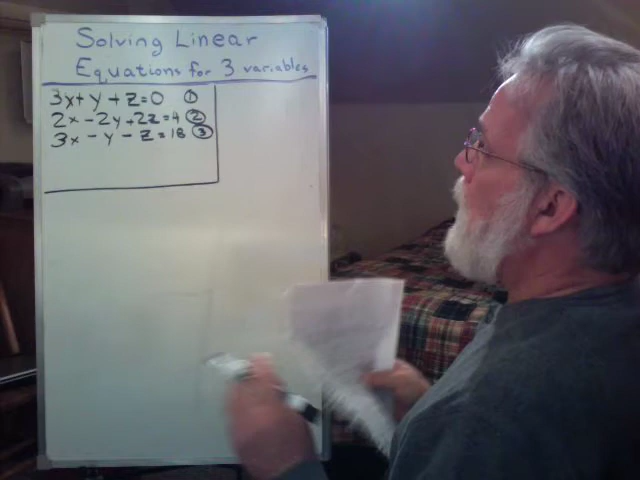 Solving Linear
Equations for 3 variables
3x+y+z=0 ①
2x-2y+2z=4 ②
3x-y-z=18 ③